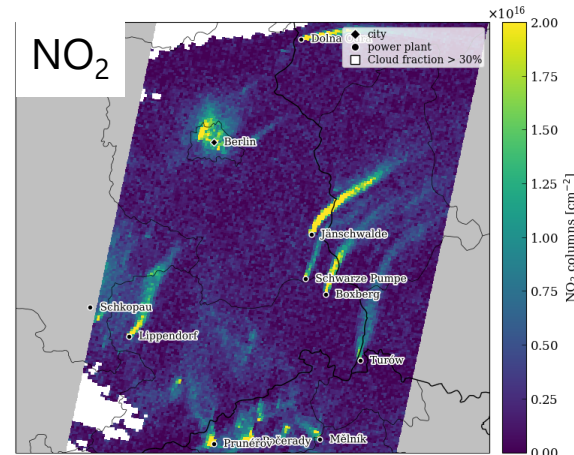 NO2
×10^16
Dolna
city
power plant
Cloud fraction > 30%
Berlin
Jänschwalde
Schwarze Pumpe
Boxberg
Schkopau
Lippendorf
Turów
Prunéřov
Počerady
Mělník
2.00
1.75
1.50
1.25
1.00
0.75
0.50
0.25
0.00
NO₂ columns [cm⁻²]